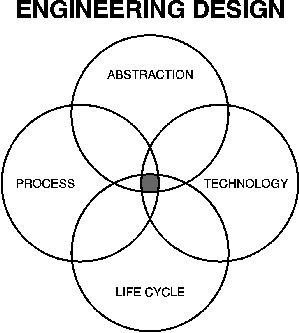 ENGINEERING DESIGN
ABSTRACTION
PROCESS
TECHNOLOGY
LIFE CYCLE